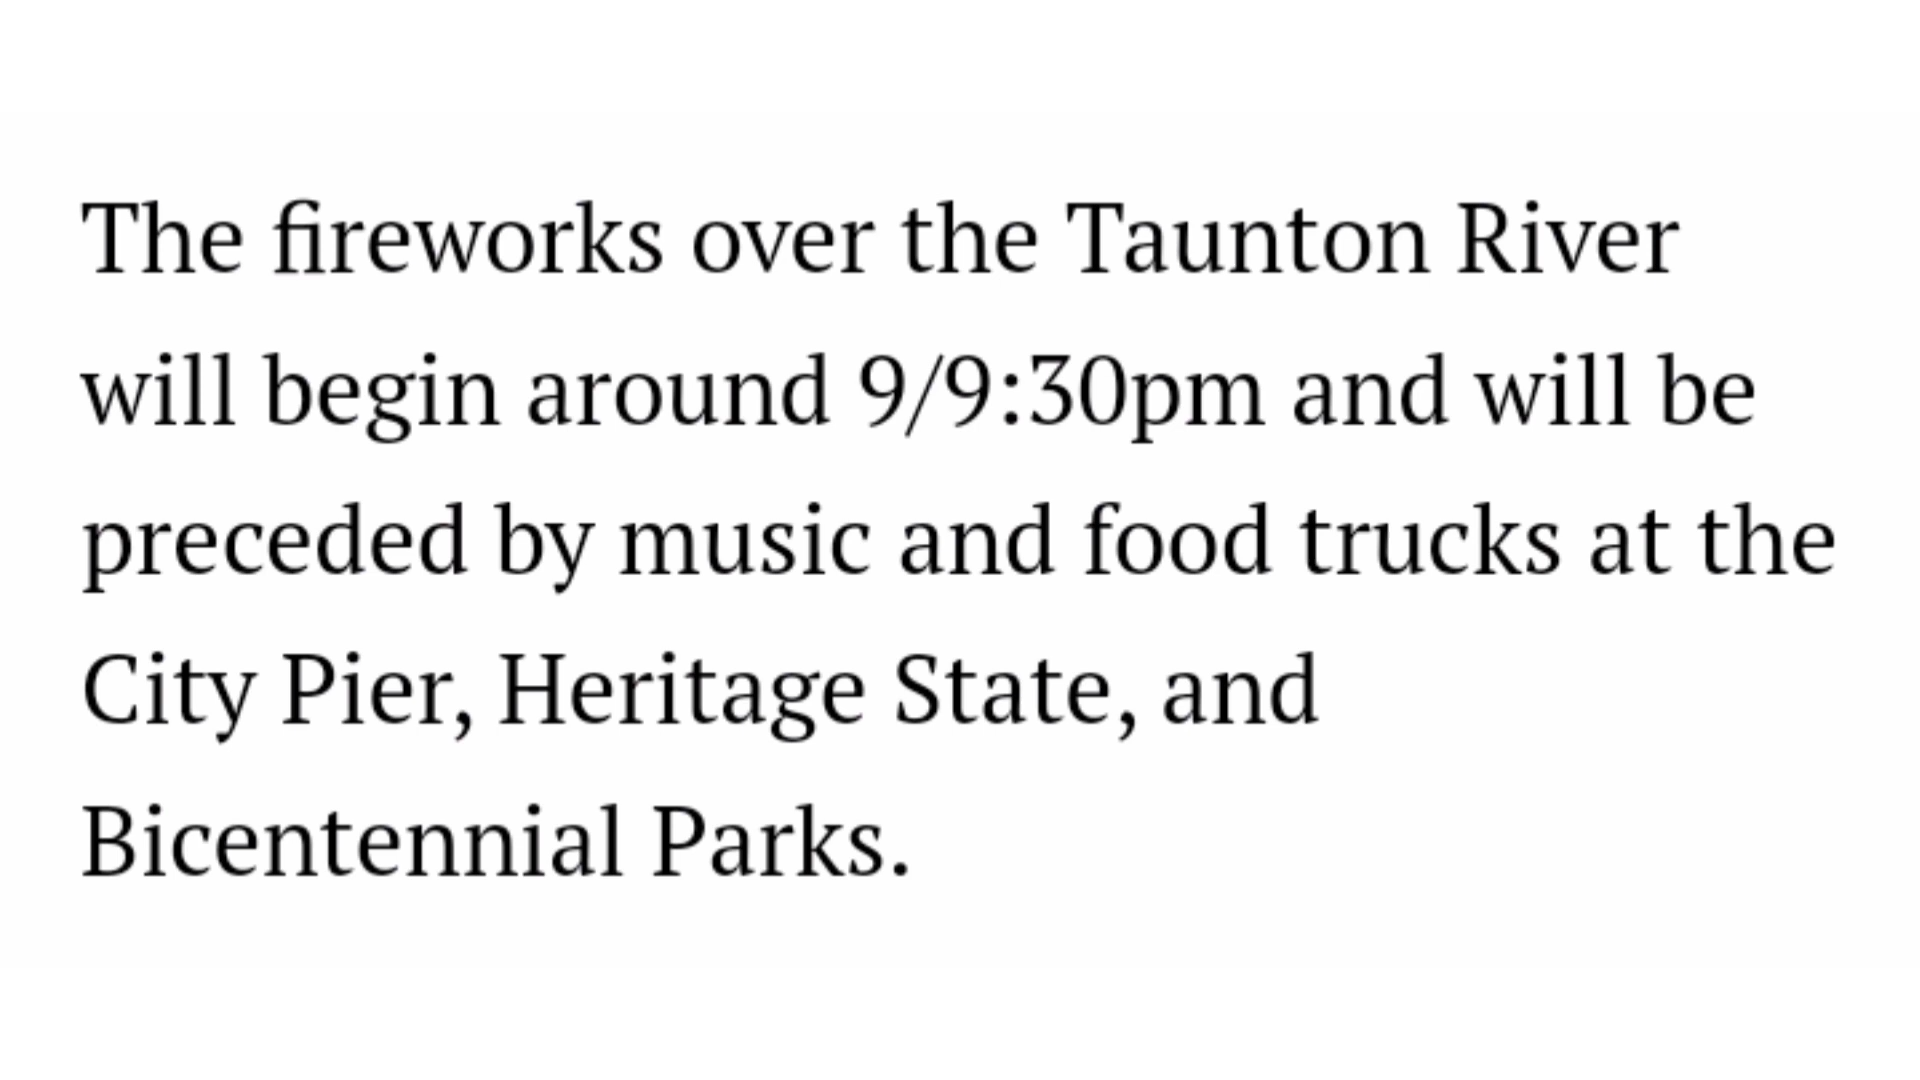 The fireworks over the Taunton River
will begin around 9/9:30pm and will be
preceded by music and food trucks at the
City Pier, Heritage State, and
Bicentennial Parks.